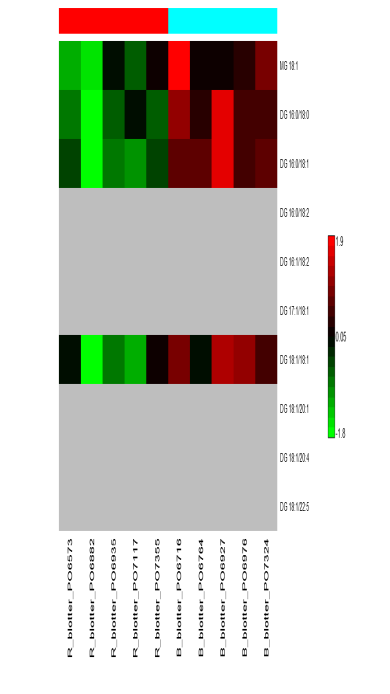 MG 18:1
DG 16:0/18:0
DG 16:0/18:1
DG 16:0/18:2
DG 16:1/18:2
DG 17:1/18:1
DG 18:1/18:1
DG 18:1/20:1
DG 18:1/20:4
DG 18:1/22:5
1.9
0.05
-1.8
R_blotter_PO6573
R_blotter_PO6882
R_blotter_PO6935
R_blotter_PO7117
R_blotter_PO7355
B_blotter_PO6716
B_blotter_PO6764
B_blotter_PO6927
B_blotter_PO6976
B_blotter_PO7324